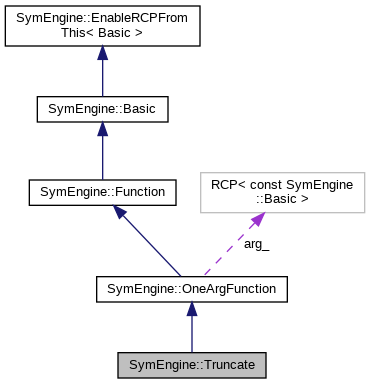 SymEngine::EnableRCPFrom
This< Basic >
SymEngine::Basic
SymEngine::Function
RCP< const SymEngine
::Basic >
arg_
SymEngine::OneArgFunction
SymEngine::Truncate